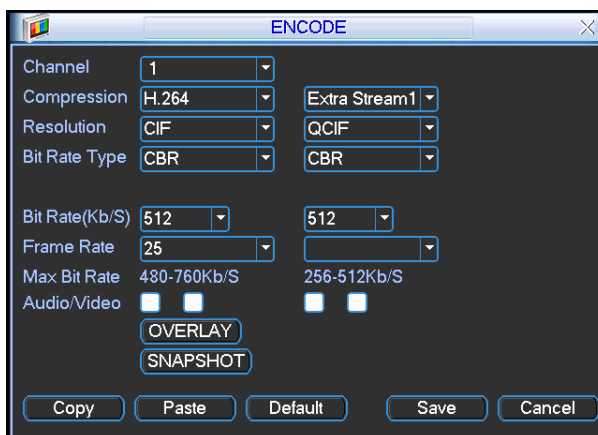 ENCODE
Channel 1
Compression H.264 Extra Stream1
Resolution CIF QCIF
Bit Rate Type CBR CBR
Bit Rate(Kb/S) 512 512
Frame Rate 25
Max Bit Rate 480-760Kb/S 256-512Kb/S
Audio/Video
OVERLAY
SNAPSHOT
Copy Paste Default Save Cancel